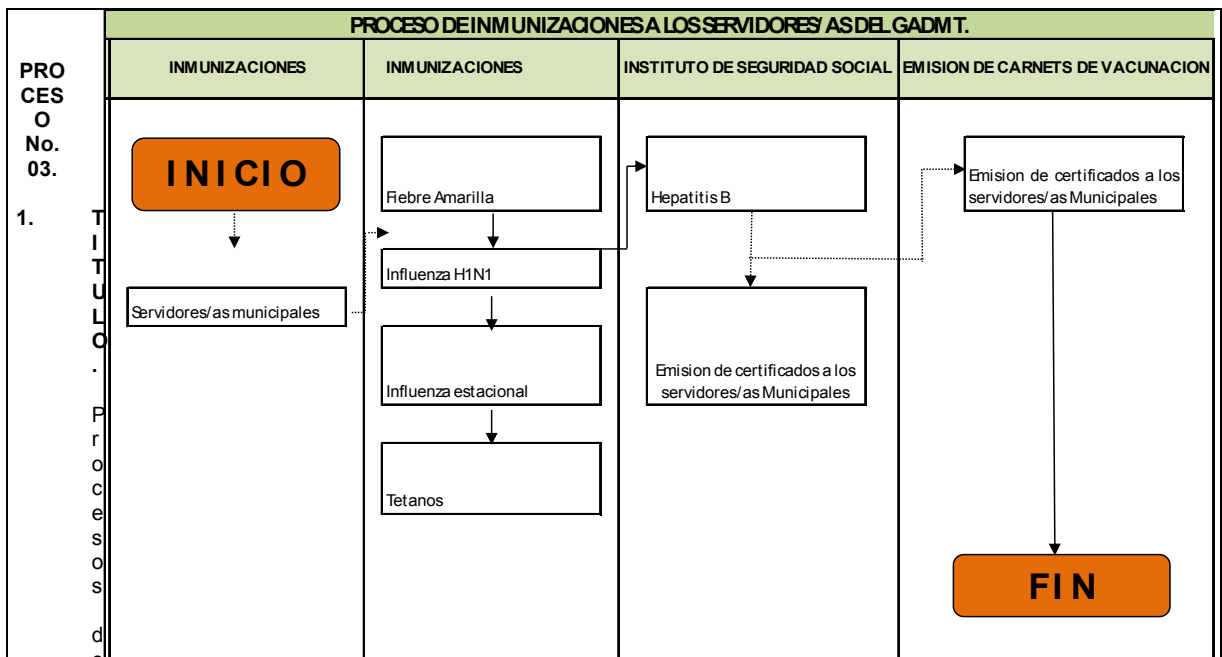 PROCESO DE INMUNIZACIONES A LOS SERVIDORES/AS DEL GADMT.
PRO
CES
O
No.
03.
1.
T
I
T
U
L
O
.
P
r
o
c
e
s
o
s
d
INMUNIZACIONES
INMUNIZACIONES
INSTITUTO DE SEGURIDAD SOCIAL
EMISION DE CARNETS DE VACUNACION
INICIO
Servidores/as municipales
Fiebre Amarilla
Influenza H1N1
Influenza estacional
Tetanos
Hepatitis B
Emision de certificados a los
servidores/as Municipales
Emision de certificados a los
servidores/as Municipales
FIN